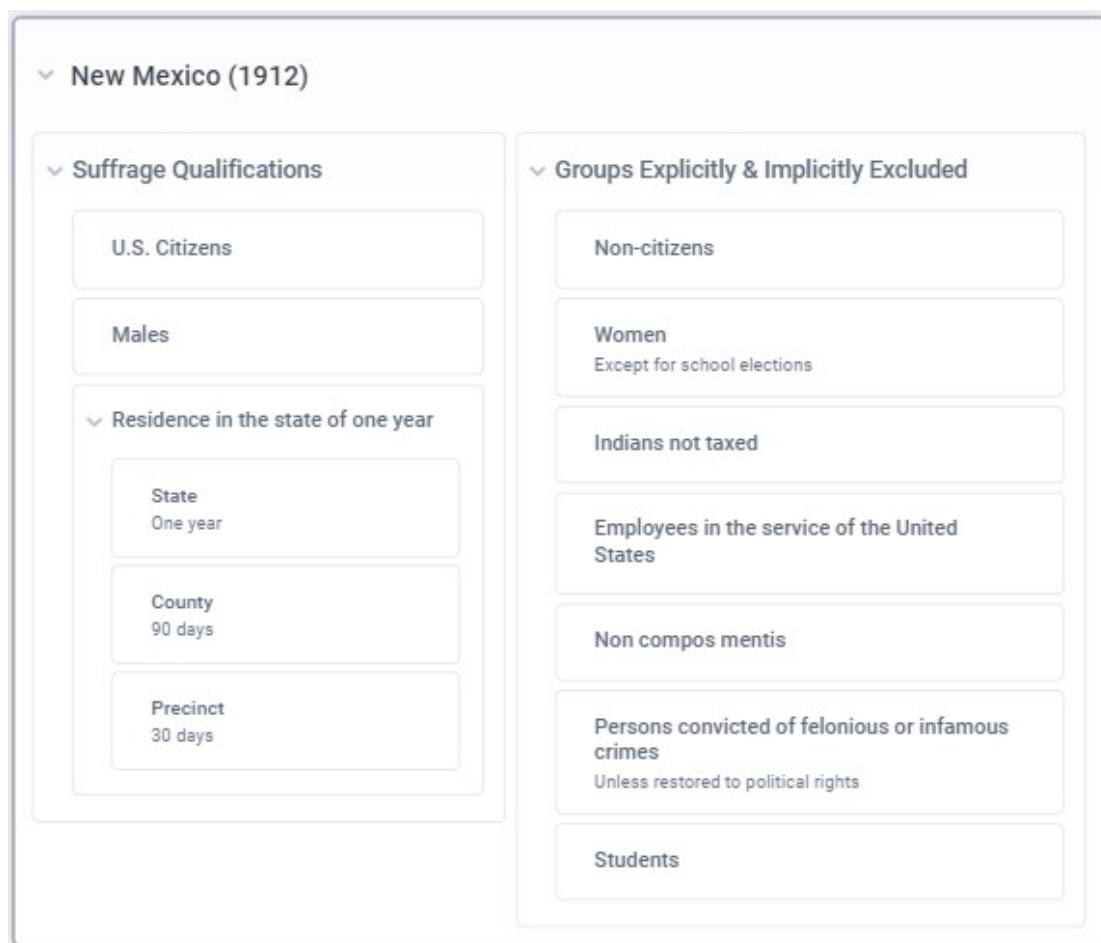 New Mexico (1912)
Suffrage Qualifications
U.S. Citizens
Males
Residence in the state of one year
State
One year
County
90 days
Precinct
30 days
Groups Explicitly & Implicitly Excluded
Non-citizens
Women
Except for school elections
Indians not taxed
Employees in the service of the United
States
Non compos mentis
Persons convicted of felonious or infamous
crimes
Unless restored to political rights
Students